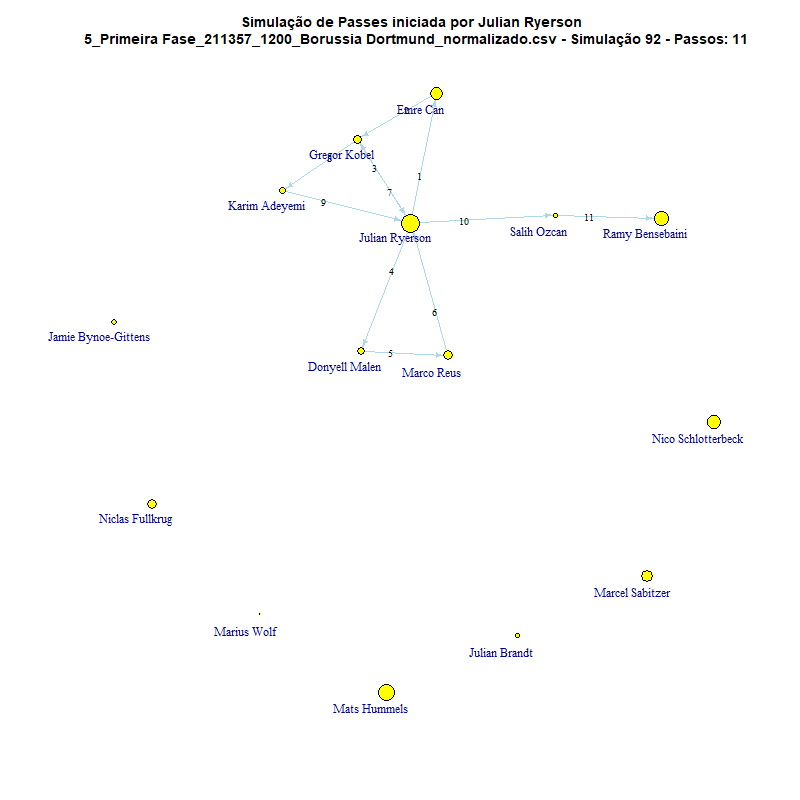 Simulação de Passes iniciada por Julian Ryerson
5_Primeira Fase_211357_1200_Borussia Dortmund_normalizado.csv - Simulação 92 - Passos: 11
Emre Can
2
Gregor Kobel
8
3
1
7
9
Karim Adeyemi
10
11
Julian Ryerson
Salih Ozcan
Ramy Bensebaini
4
6
Jamie Bynoe-Gittens
5
Donyell Malen
Marco Reus
Nico Schlotterbeck
Niclas Fullkrug
Marcel Sabitzer
Marius Wolf
Julian Brandt
Mats Hummels